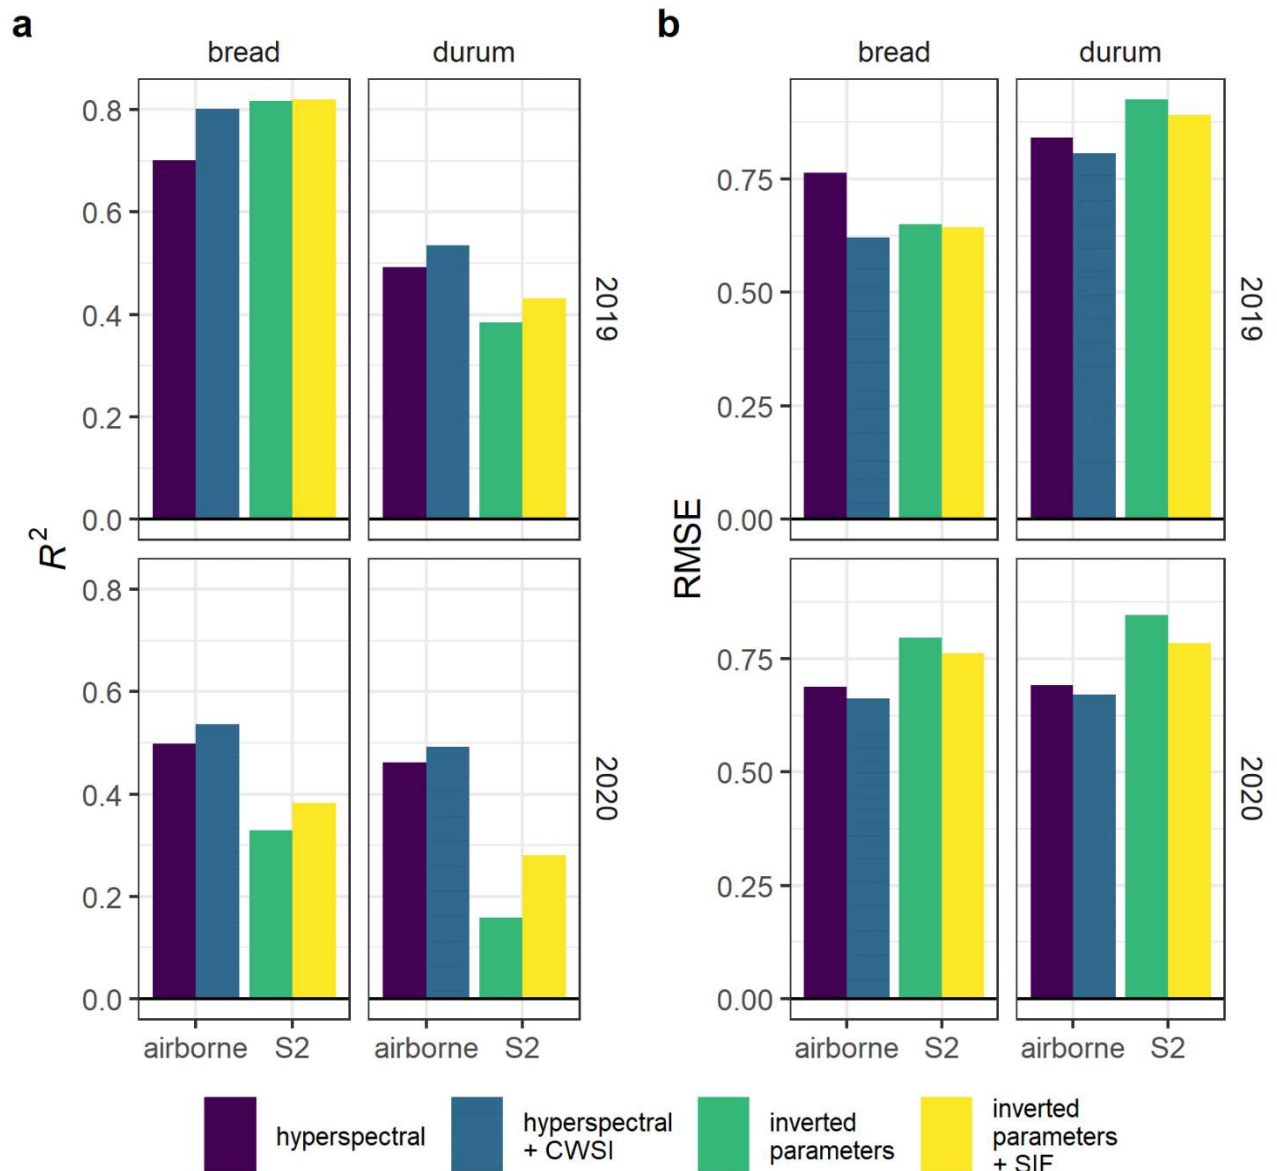 a
b
bread
durum
bread
durum
0.8
0.6
0.4
0.2
0.0
2019
0.75
0.50
0.25
0.00
2019
R²
RMSE
0.8
0.6
0.4
0.2
0.0
2020
0.75
0.50
0.25
0.00
2020
airborne S2
airborne S2
airborne S2
airborne S2
hyperspectral
hyperspectral
+ CWSI
inverted
parameters
inverted
parameters
+ SIF